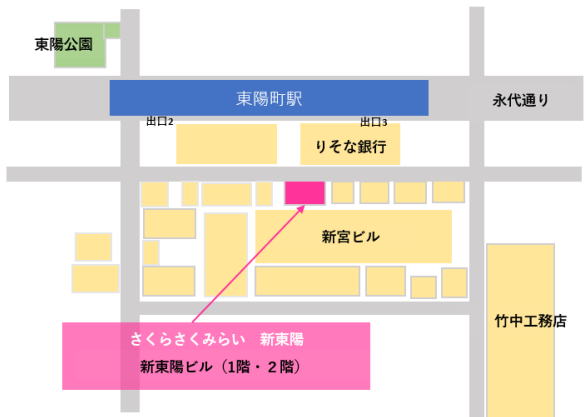 東陽公園
東陽町駅
永代通り
出口2
出口3
りそな銀行
新宮ビル
竹中工務店
さくらさくみらい　新東陽
新東陽ビル（1階・２階）